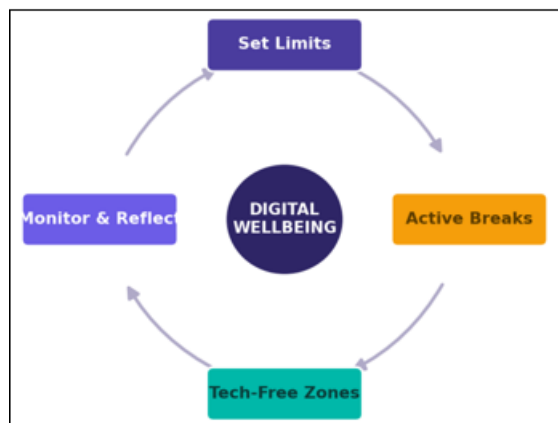 Set Limits
DIGITAL
WELLBEING
Monitor & Reflect
Active Breaks
Tech-Free Zones